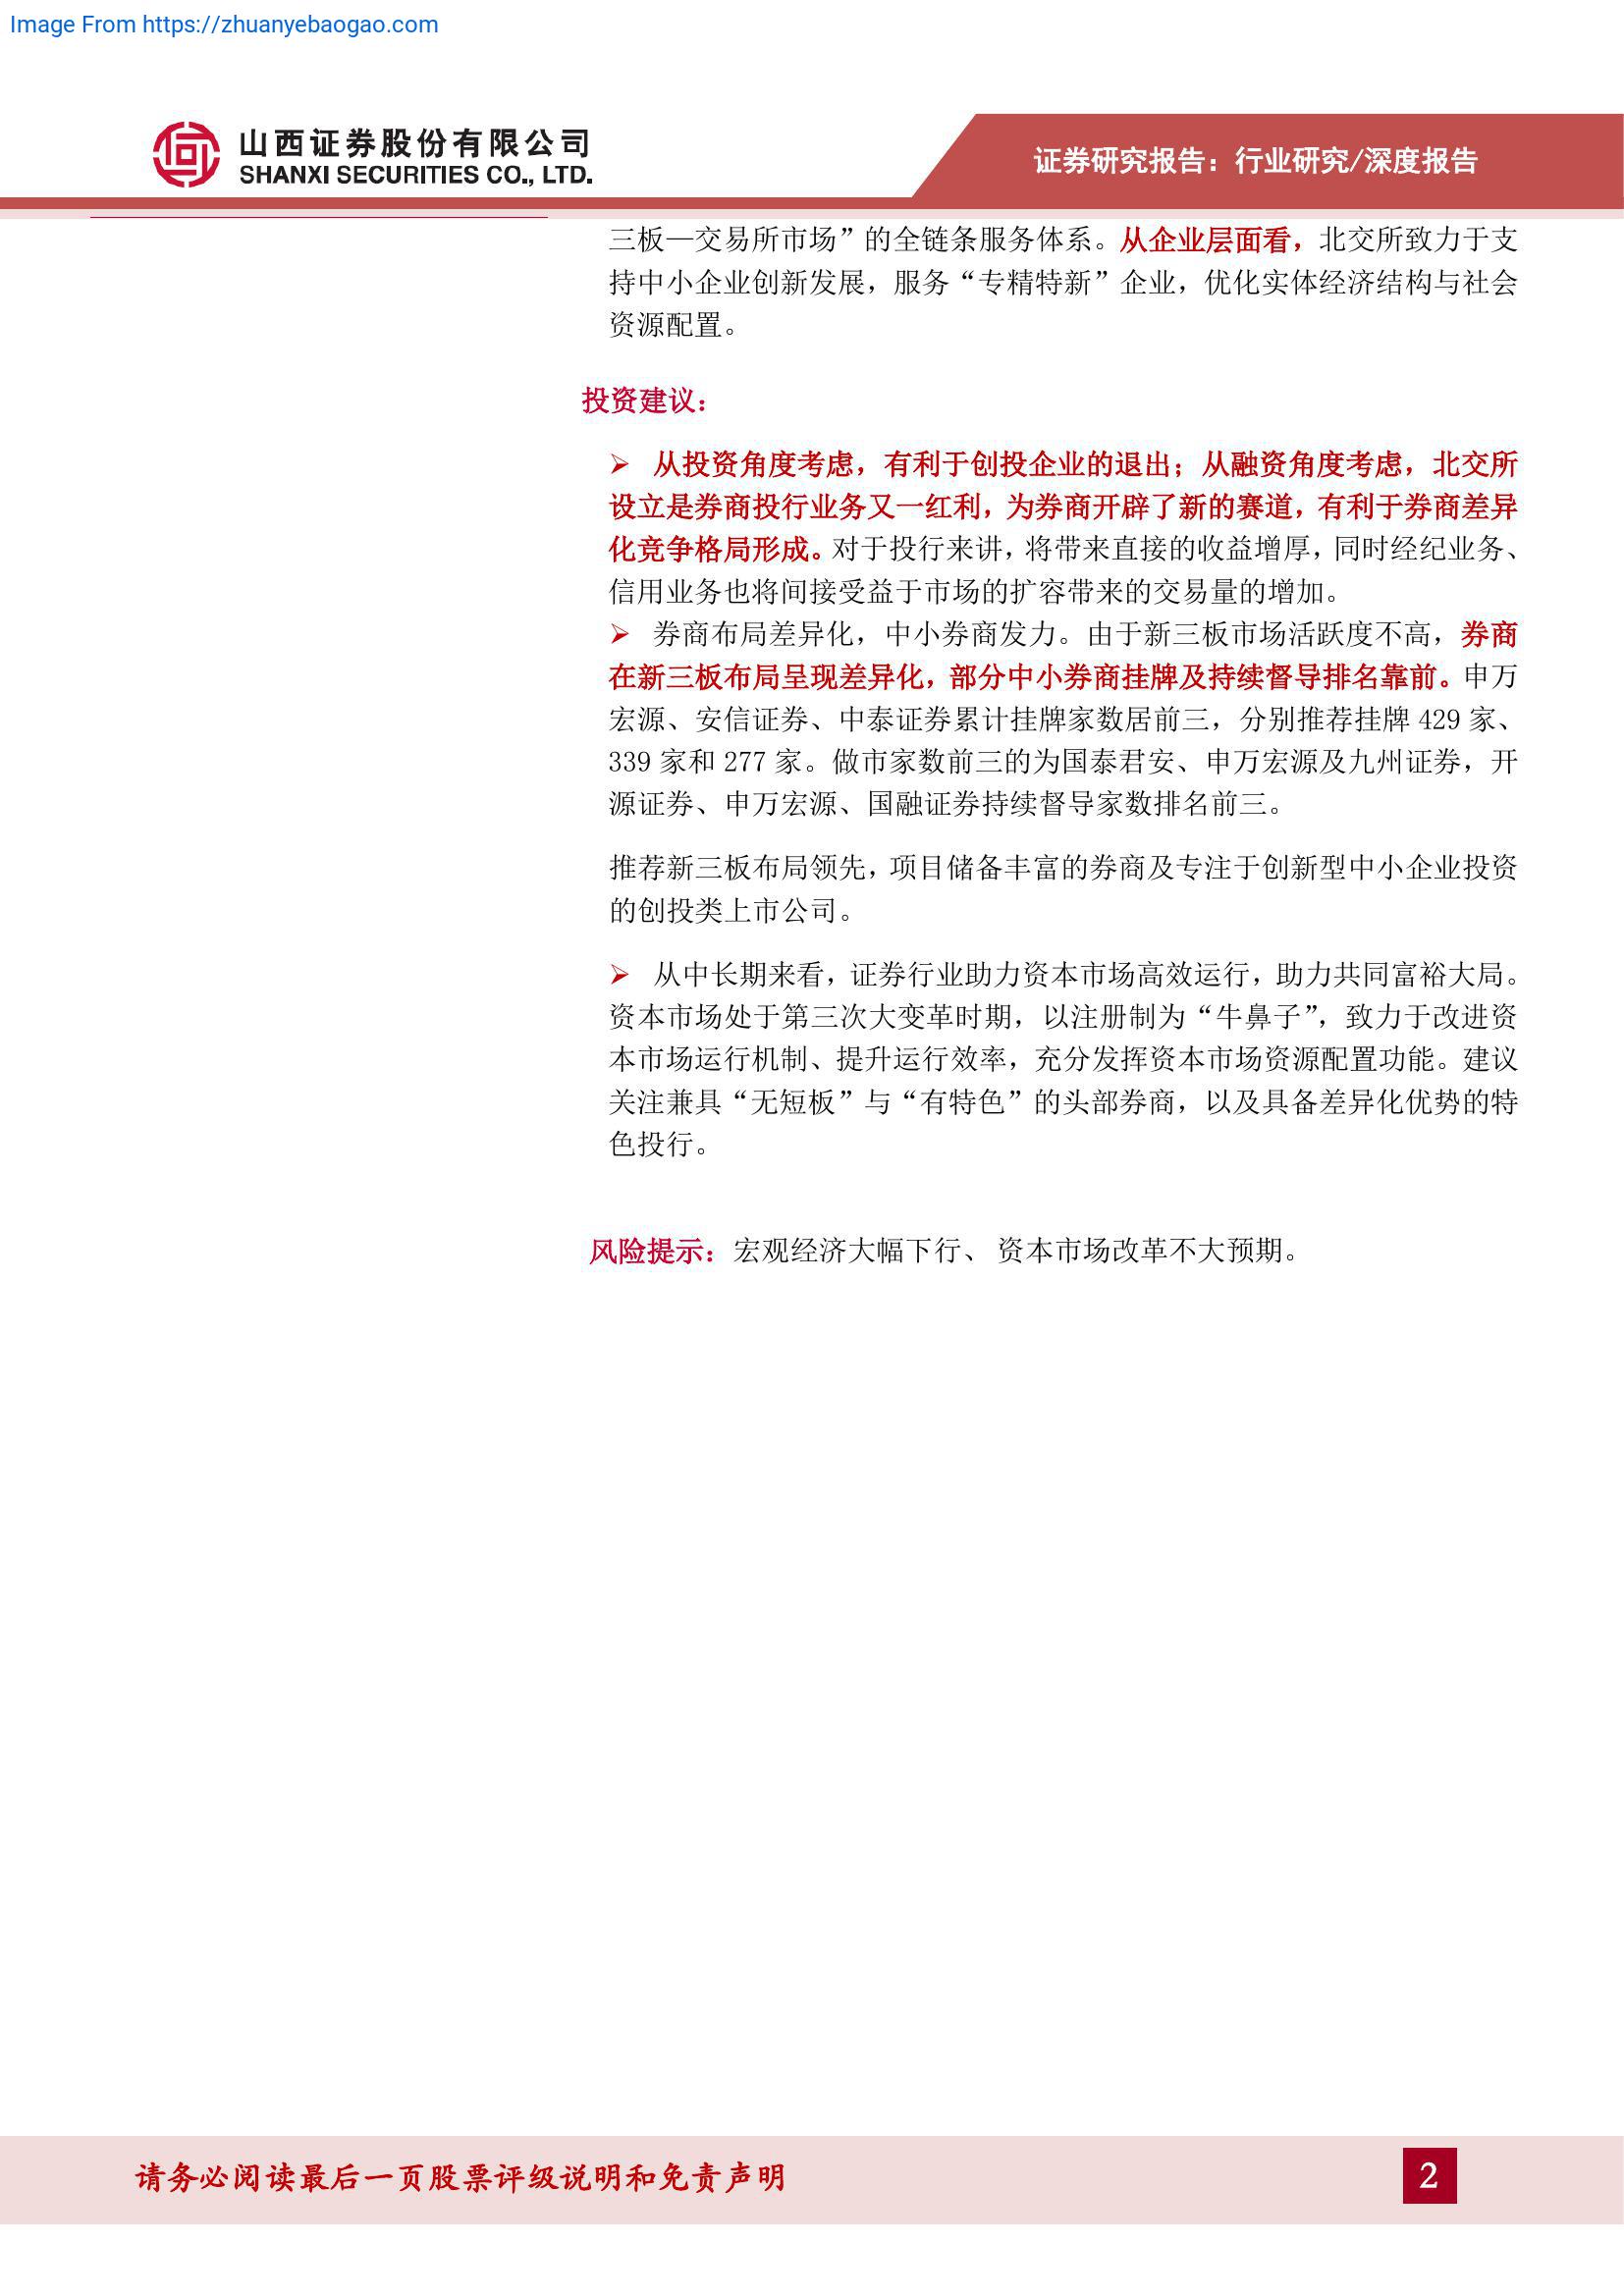 Image From https://zhuanyebaogao.com
山西证券股份有限公司
SHANXI SECURITIES CO., LTD.
证券研究报告：行业研究/深度报告
三板—交易所市场”的全链条服务体系。从企业层面看，北交所致力于支
持中小企业创新发展，服务“专精特新”企业，优化实体经济结构与社会
资源配置。
投资建议：
➢ 从投资角度考虑，有利于创投企业的退出；从融资角度考虑，北交所
设立是券商投行业务又一红利，为券商开辟了新的赛道，有利于券商差异
化竞争格局形成。对于投行来讲，将带来直接的收益增厚，同时经纪业务、
信用业务也将间接受益于市场的扩容带来的交易量的增加。
➢ 券商布局差异化，中小券商发力。由于新三板市场活跃度不高，券商
在新三板布局呈现差异化，部分中小券商挂牌及持续督导排名靠前。申万
宏源、安信证券、中泰证券累计挂牌家数居前三，分别推荐挂牌 429 家、
339 家和 277 家。做市家数前三的为国泰君安、申万宏源及九州证券，开
源证券、申万宏源、国融证券持续督导家数排名前三。
推荐新三板布局领先，项目储备丰富的券商及专注于创新型中小企业投资
的创投类上市公司。
➢ 从中长期来看，证券行业助力资本市场高效运行，助力共同富裕大局。
资本市场处于第三次大变革时期，以注册制为“牛鼻子”，致力于改进资
本市场运行机制、提升运行效率，充分发挥资本市场资源配置功能。建议
关注兼具“无短板”与“有特色”的头部券商，以及具备差异化优势的特
色投行。
风险提示：宏观经济大幅下行、 资本市场改革不大预期。
请务必阅读最后一页股票评级说明和免责声明
2